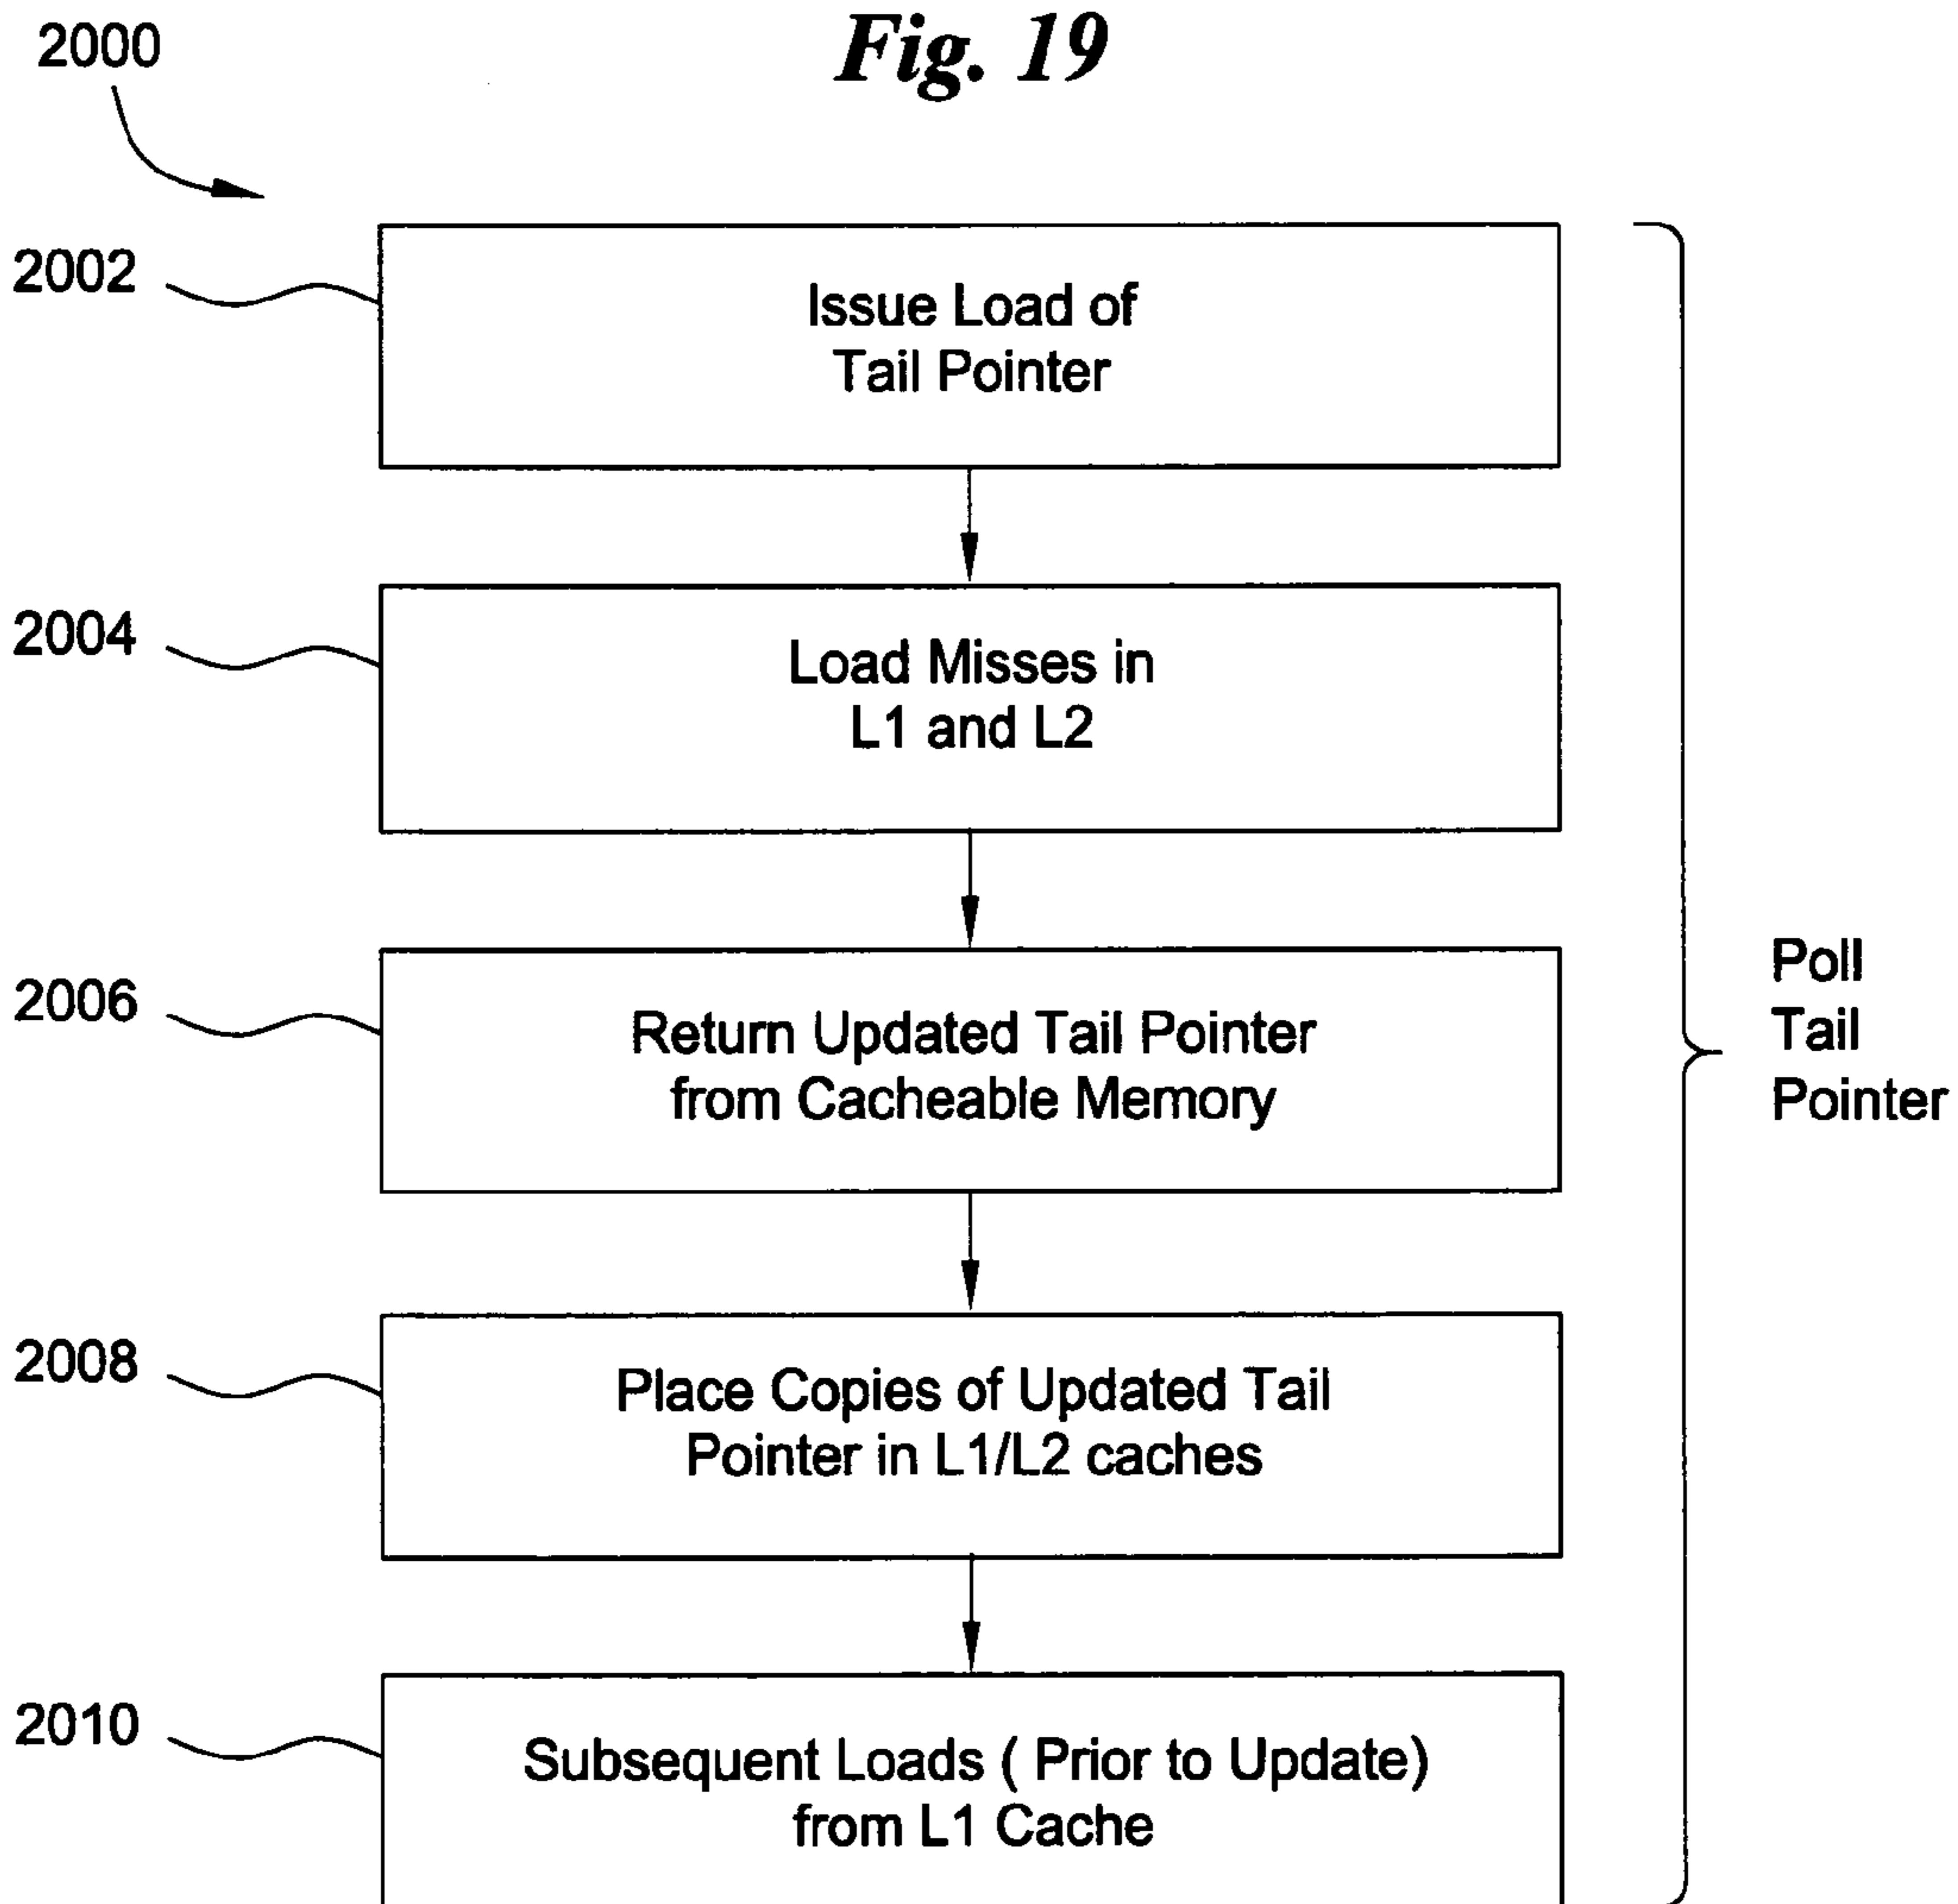 Fig. 19
2000
2002
Issue Load of
Tail Pointer
2004
Load Misses in
L1 and L2
2006
Return Updated Tail Pointer
from Cacheable Memory
2008
Place Copies of Updated Tail
Pointer in L1/L2 caches
2010
Subsequent Loads ( Prior to Update)
from L1 Cache
Poll
Tail
Pointer